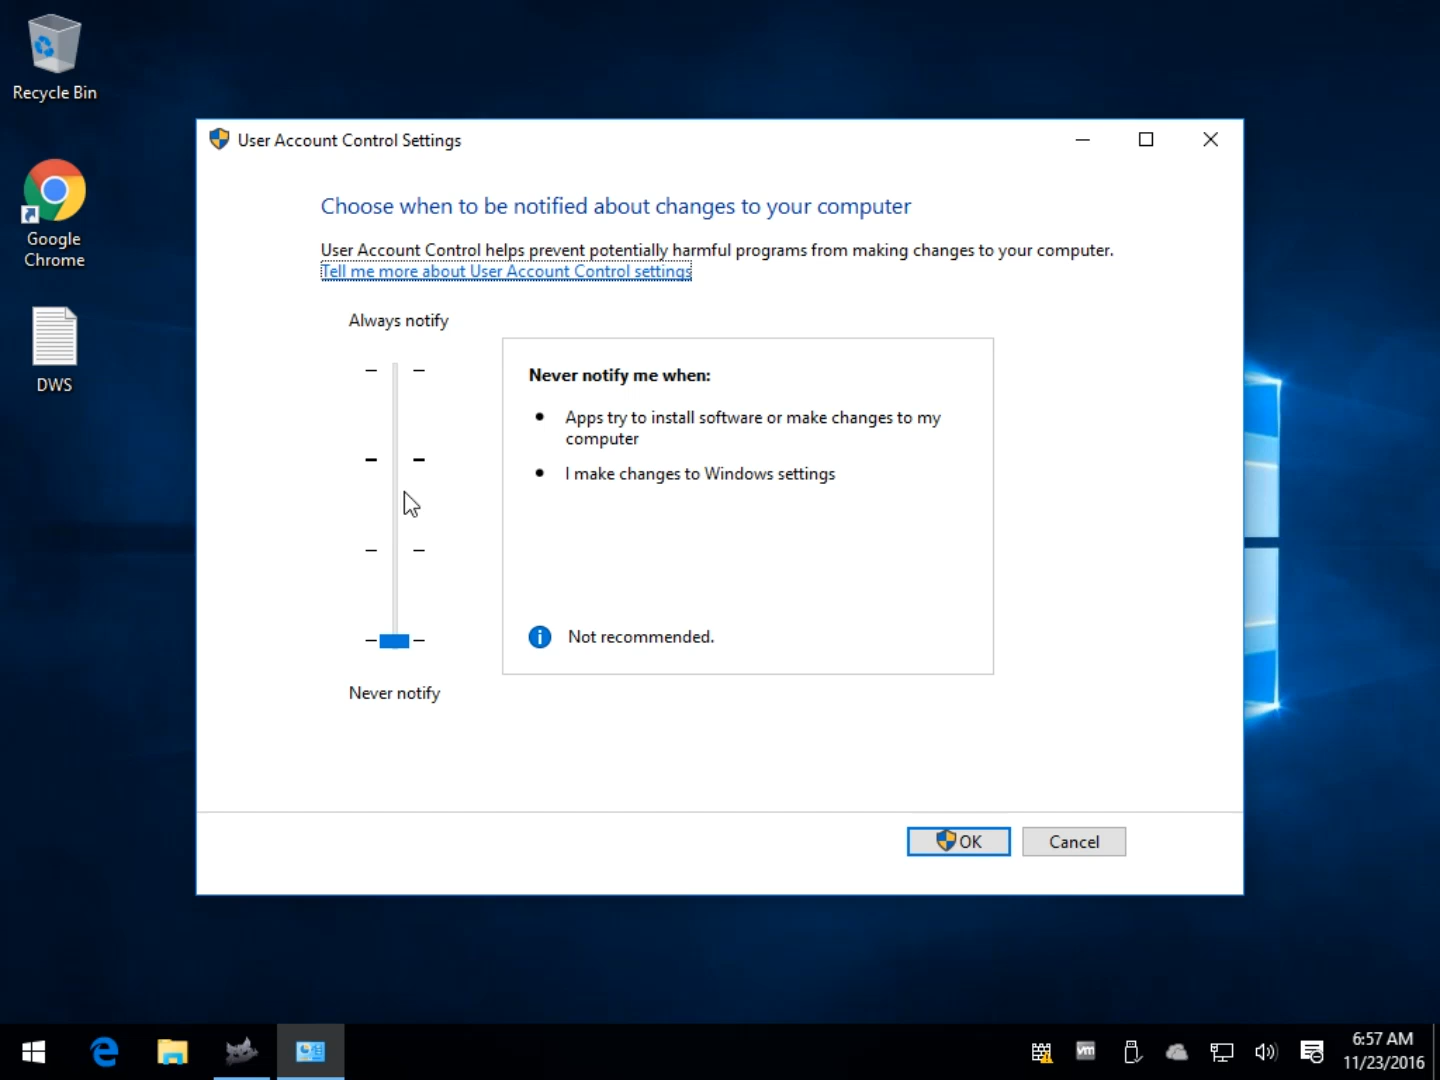 Recycle Bin
Google
Chrome
DWS
User Account Control Settings
Choose when to be notified about changes to your computer
User Account Control helps prevent potentially harmful programs from making changes to your computer.
Tell me more about User Account Control settings
Always notify
Never notify me when:
Apps try to install software or make changes to my
computer
I make changes to Windows settings
Not recommended.
Never notify
OK
Cancel
vm
6:57 AM
11/23/2016